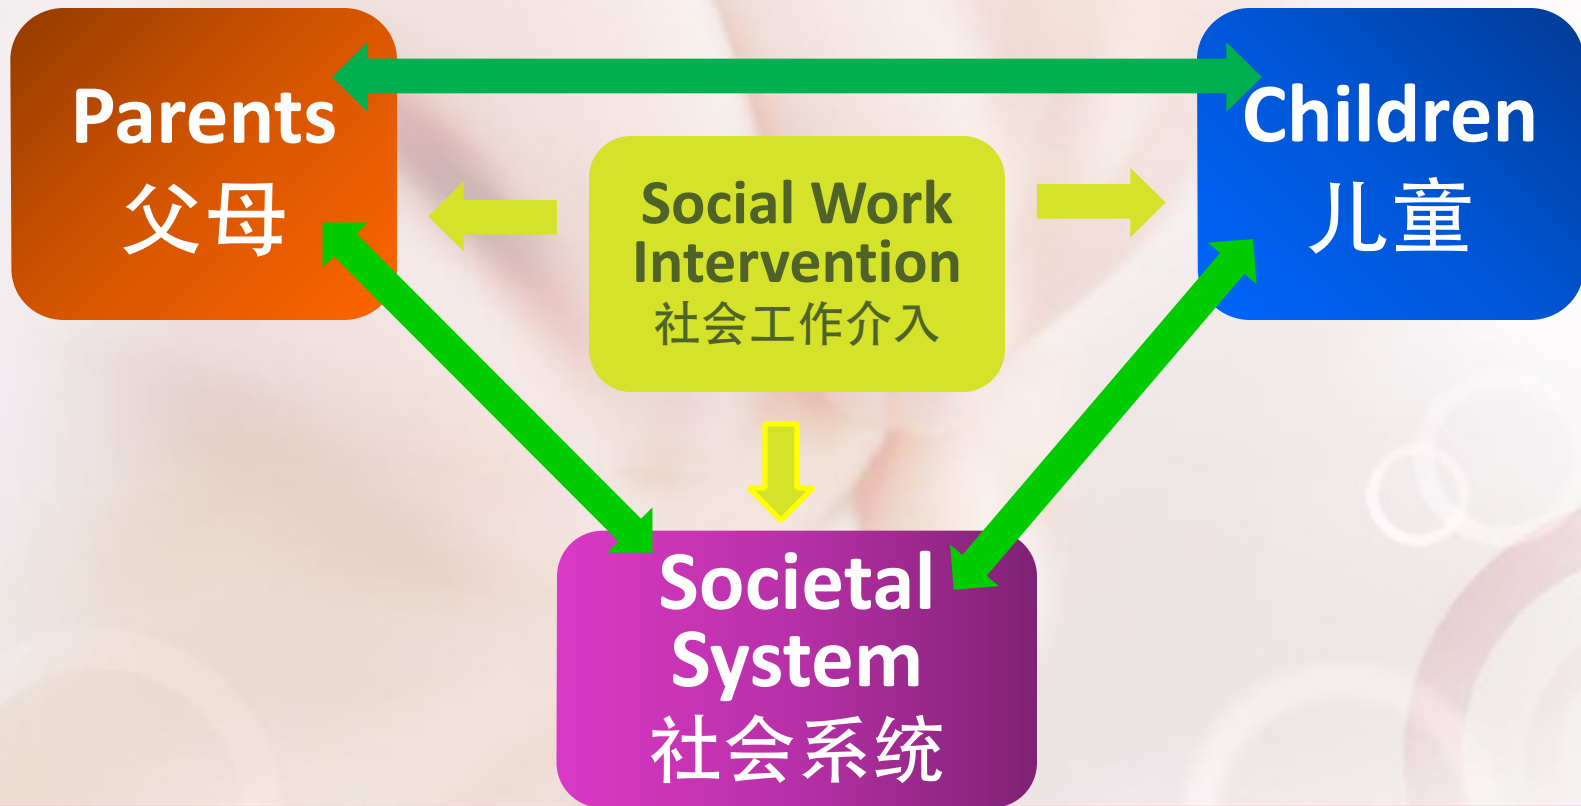 Parents
父母
Social Work
Intervention
社会工作介入
Children
儿童
Societal
System
社会系统